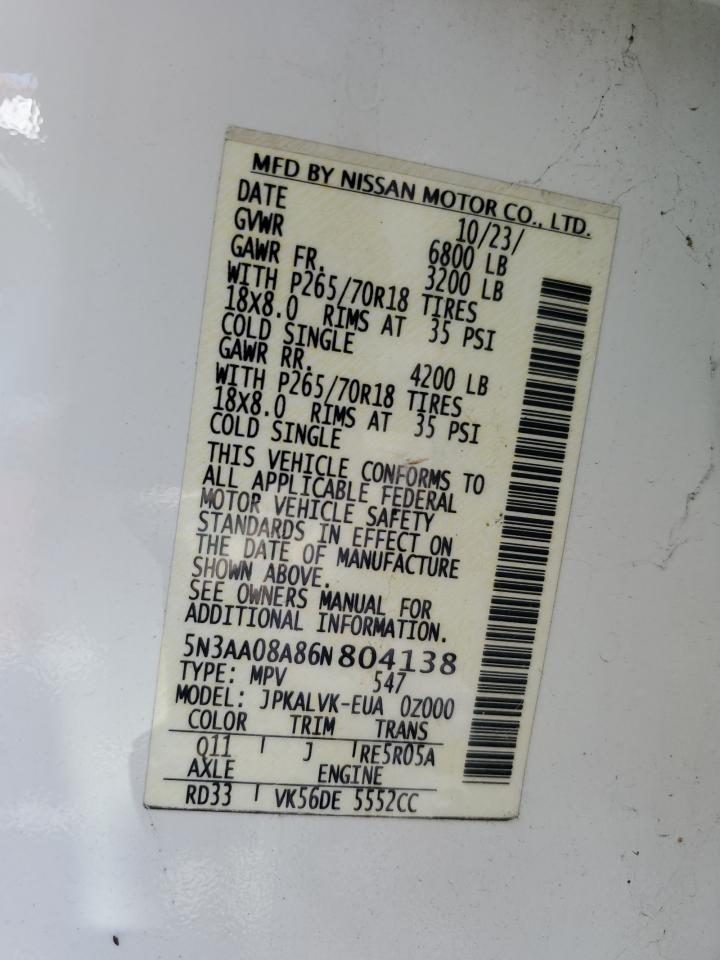 MFD BY NISSAN MOTOR CO., LTD.
DATE 10/23/
GVWR 6800 LB
GAWR FR. 3200 LB
WITH P265/70R18 TIRES
18X8.0 RIMS AT 35 PSI
COLD SINGLE
GAWR RR. 4200 LB
WITH P265/70R18 TIRES
18X8.0 RIMS AT 35 PSI
COLD SINGLE
THIS VEHICLE CONFORMS TO
ALL APPLICABLE FEDERAL
MOTOR VEHICLE SAFETY
STANDARDS IN EFFECT ON
THE DATE OF MANUFACTURE
SHOWN ABOVE.
SEE OWNERS MANUAL FOR
ADDITIONAL INFORMATION.
5N3AA08A86N804138
TYPE: MPV 547
MODEL: JPKALVK-EUA 0Z000
COLOR TRIM TRANS
Q11 J RE5R05A
AXLE ENGINE
RD33 VK56DE 5552CC